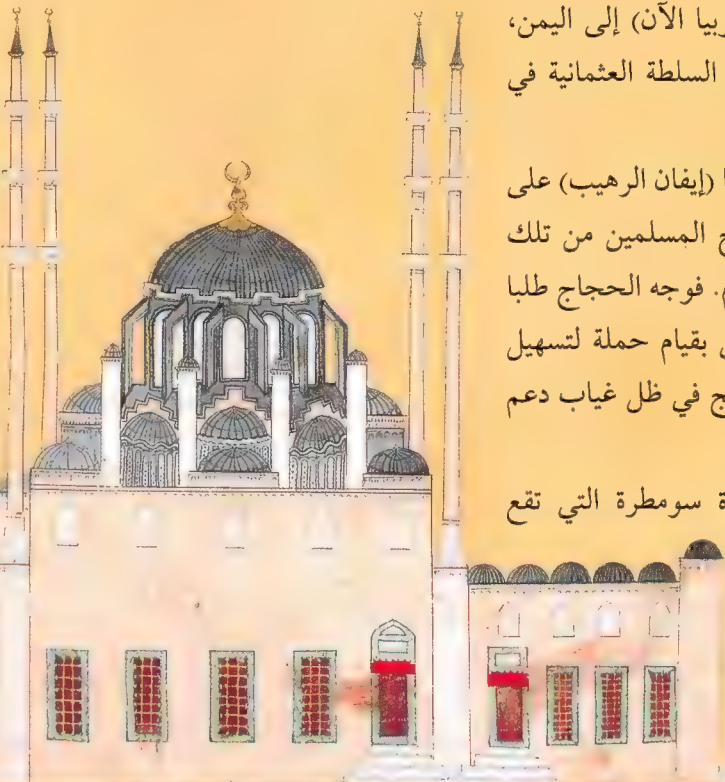 ربيا الآن) إلى اليمن،
السلطة العثمانية في
ا (إيفان الرهيب) على
ج المسلمين من تلك
. فوجه الحجاج طلبا
ي بقيام حملة لتسهيل
ج في ظل غياب دعم
ة سومطرة التي تقع